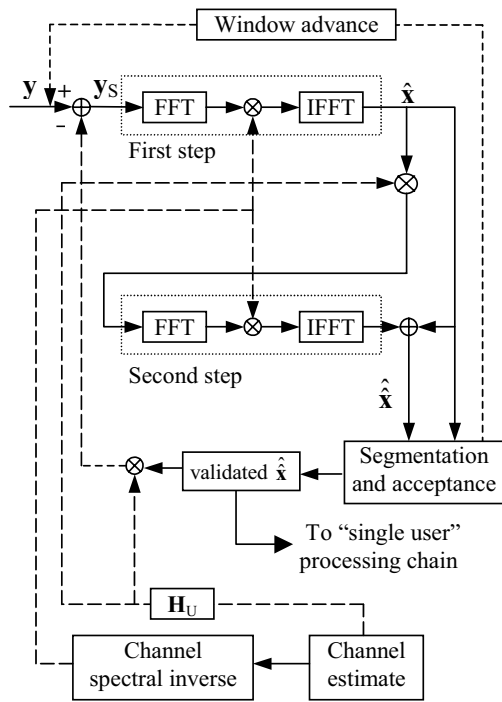 Window advance
y
+
-
y_S
FFT
IFFT
x̂
First step
FFT
IFFT
Second step
x̂̂
Segmentation
and acceptance
validated x̂̂
To “single user”
processing chain
H_U
Channel
spectral inverse
Channel
estimate